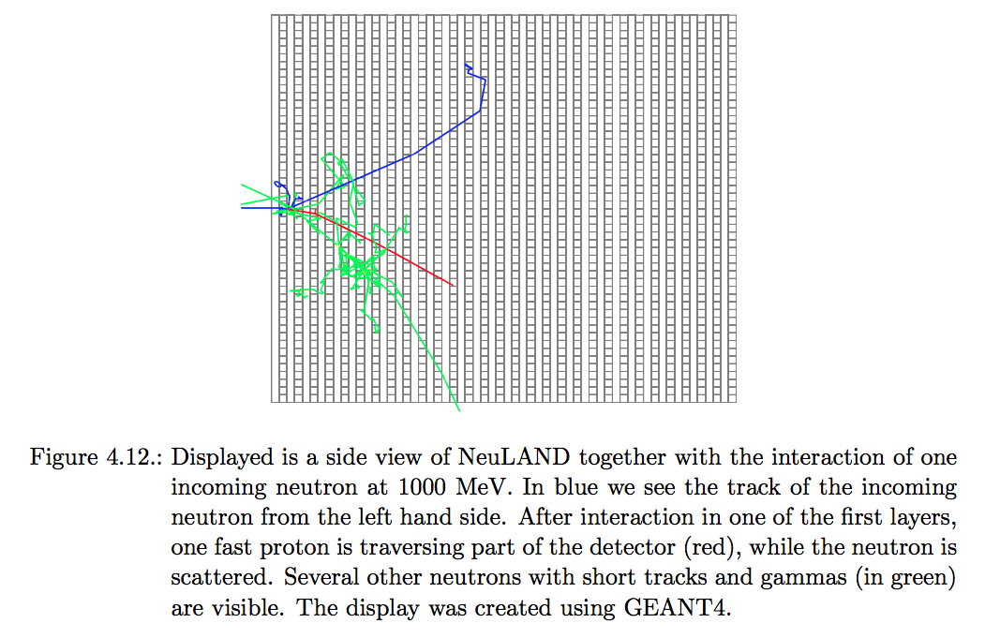 Figure 4.12.: Displayed is a side view of NeuLAND together with the interaction of one
incoming neutron at 1000 MeV. In blue we see the track of the incoming
neutron from the left hand side. After interaction in one of the first layers,
one fast proton is traversing part of the detector (red), while the neutron is
scattered. Several other neutrons with short tracks and gammas (in green)
are visible. The display was created using GEANT4.